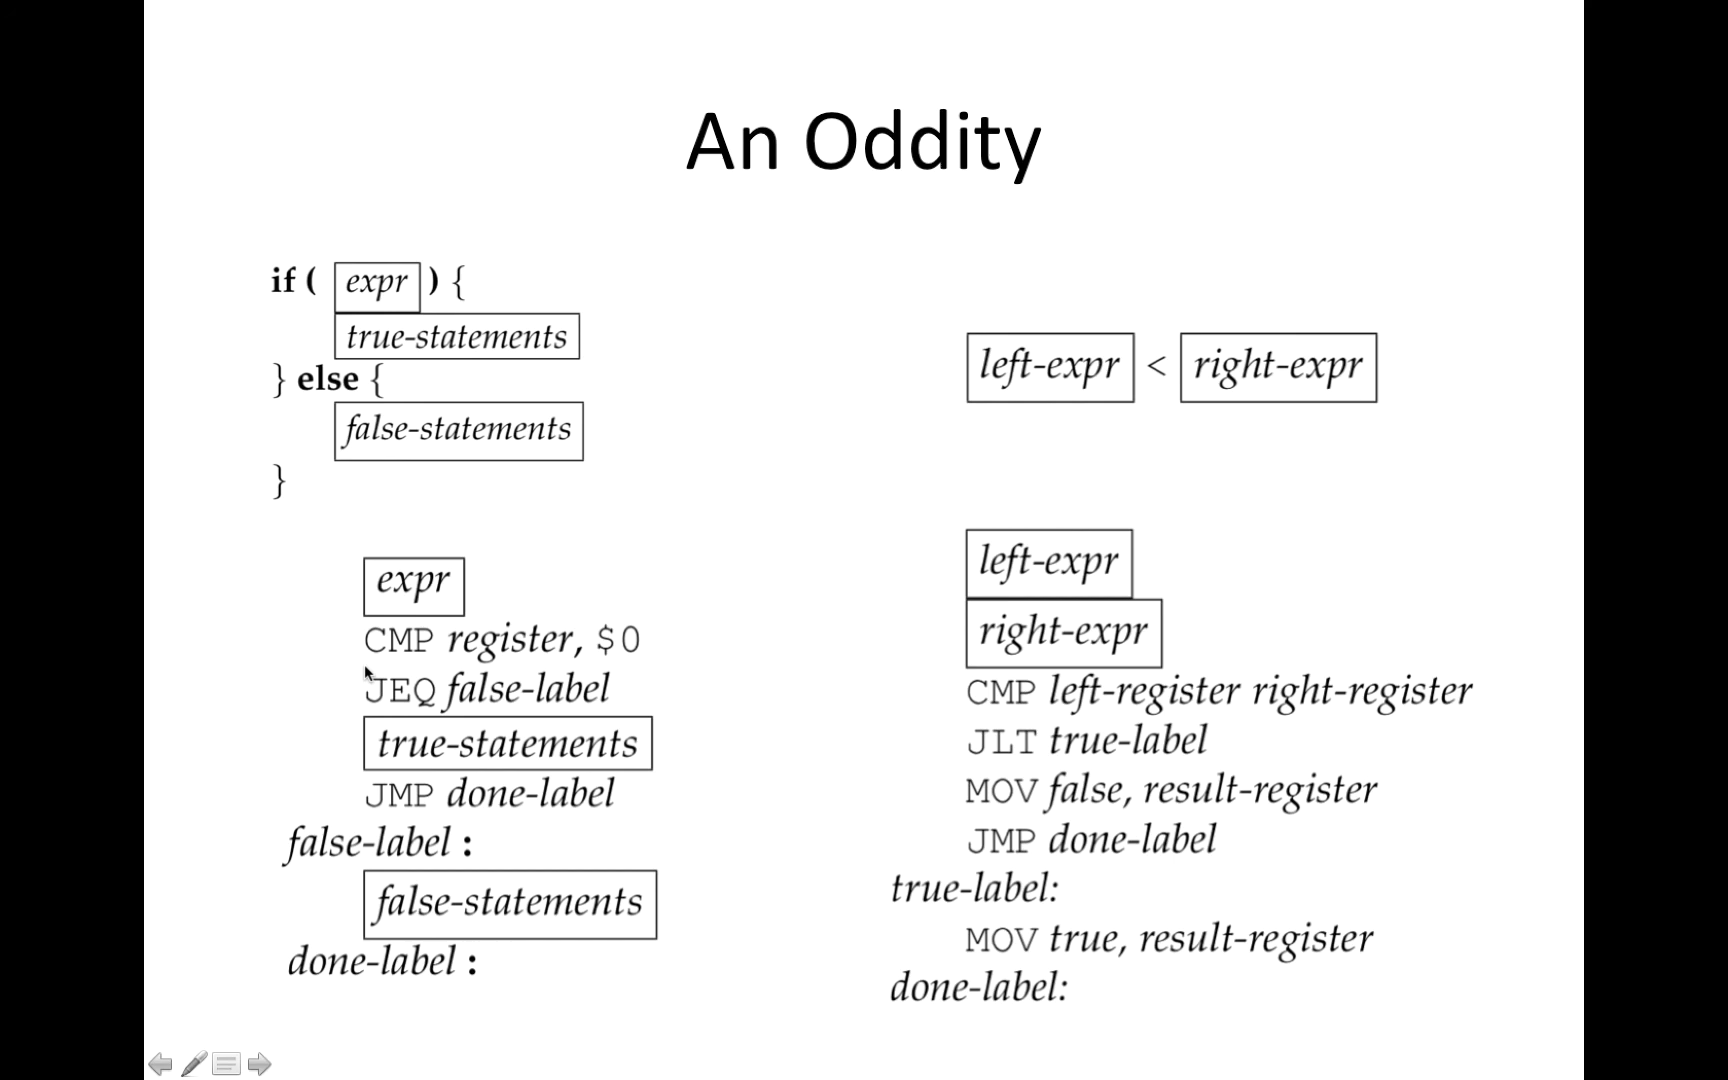 An Oddity
if ( expr ) {
true-statements
} else {
false-statements
}
expr
CMP register, $0
JEQ false-label
true-statements
JMP done-label
false-label :
false-statements
done-label :
left-expr < right-expr
left-expr
right-expr
CMP left-register right-register
JLT true-label
MOV false, result-register
JMP done-label
true-label:
MOV true, result-register
done-label: